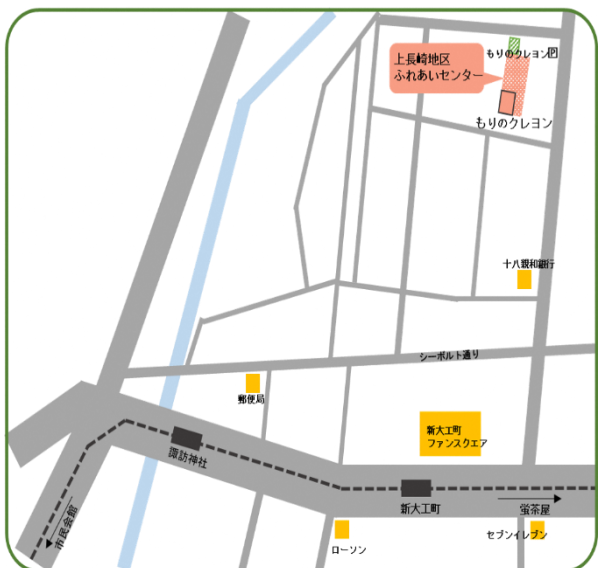 上長崎地区
ふれあいセンター
もりのクレヨン図
もりのクレヨン
十八親和銀行
シーボルト通り
郵便局
新大工町
ファンスクエア
諏訪神社
新大工町
蛍茶屋
市民会館
ローソン
セブンイレブン